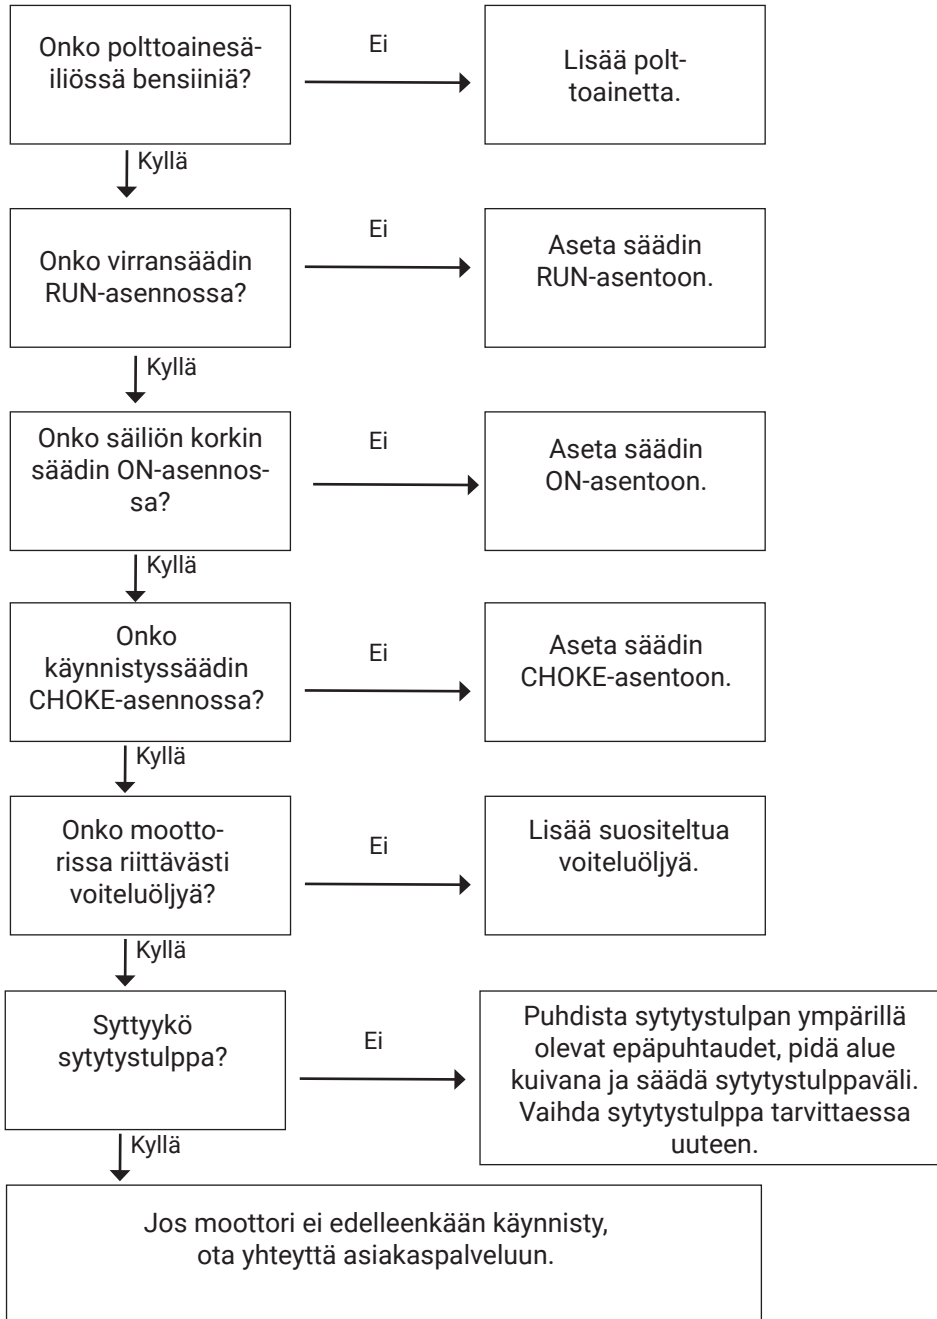 Onko polttoainesä-
iliössä bensiiniä?
Ei
Lisää polt-
toainetta.
Kyllä
Onko virransäädin
RUN-asennossa?
Ei
Aseta säädin
RUN-asentoon.
Kyllä
Onko säiliön korkin
säädin ON-asennos-
sa?
Ei
Aseta säädin
ON-asentoon.
Kyllä
Onko
käynnistyssäädin
CHOKE-asennossa?
Ei
Aseta säädin
CHOKE-asentoon.
Kyllä
Onko mootto-
rissa riittävästi
voiteluöljyä?
Ei
Lisää suositeltua
voiteluöljyä.
Kyllä
Syttyykö
sytytystulppa?
Ei
Puhdista sytytystulpan ympärillä
olevat epäpuhtaudet, pidä alue
kuivana ja säädä sytytystulppaväli.
Vaihda sytytystulppa tarvittaessa
uuteen.
Kyllä
Jos moottori ei edelleenkään käynnisty,
ota yhteyttä asiakaspalveluun.